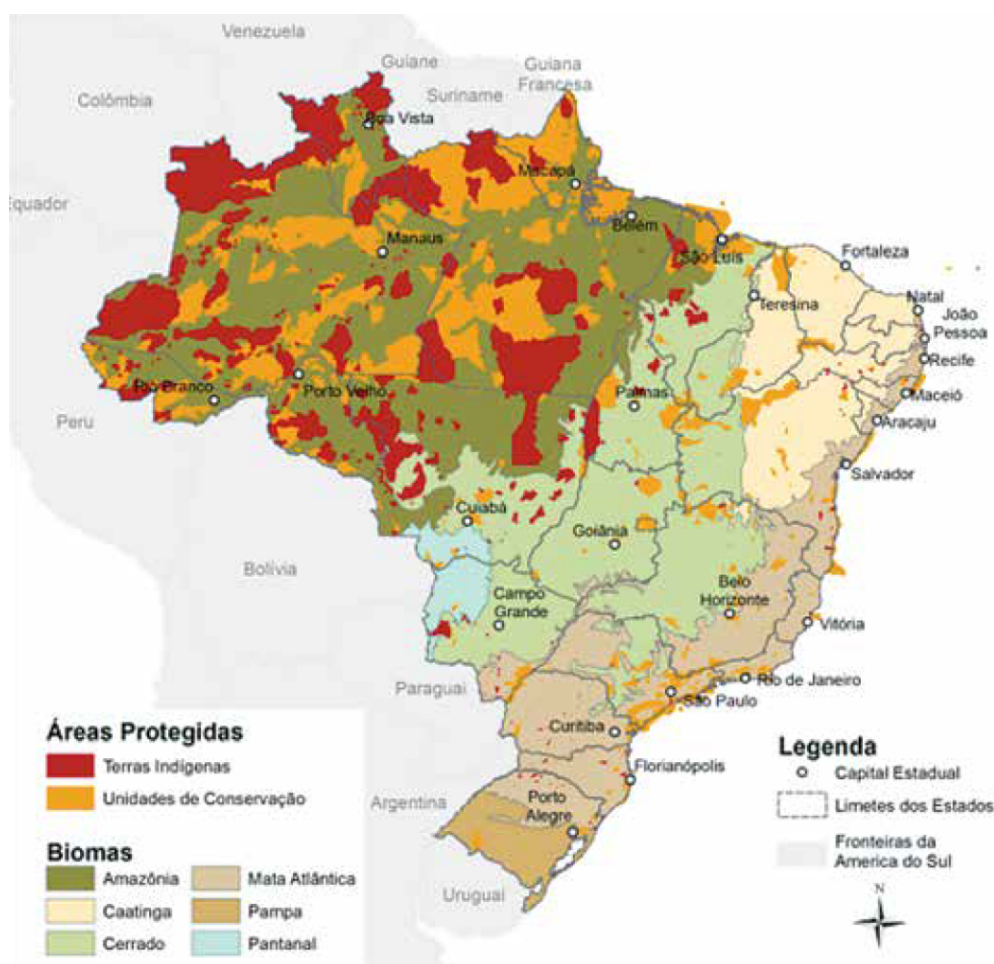 Venezuela
Guiane
Guiana
Francesa
Colômbia
Suriname
Boa Vista
Macapá
Equador
Belém
Manaus
São Luís
Fortaleza
Teresina
Natal
João
Pessoa
Recife
Rio Branco
Porto Velho
Palmas
Maceió
Peru
Aracaju
Salvador
Cuiabá
Goiânia
Bolívia
Belo
Horizonte
Campo
Grande
Vitória
Paraguai
Rio de Janeiro
São Paulo
Curitiba
Florianópolis
Argentina
Porto
Alegre
Uruguai
Áreas Protegidas
Terras Indígenas
Unidades de Conservação
Biomas
Amazônia
Mata Atlântica
Caatinga
Pampa
Cerrado
Pantanal
Legenda
Capital Estadual
Limetes dos Estados
Fronteiras da
America do Sul
N